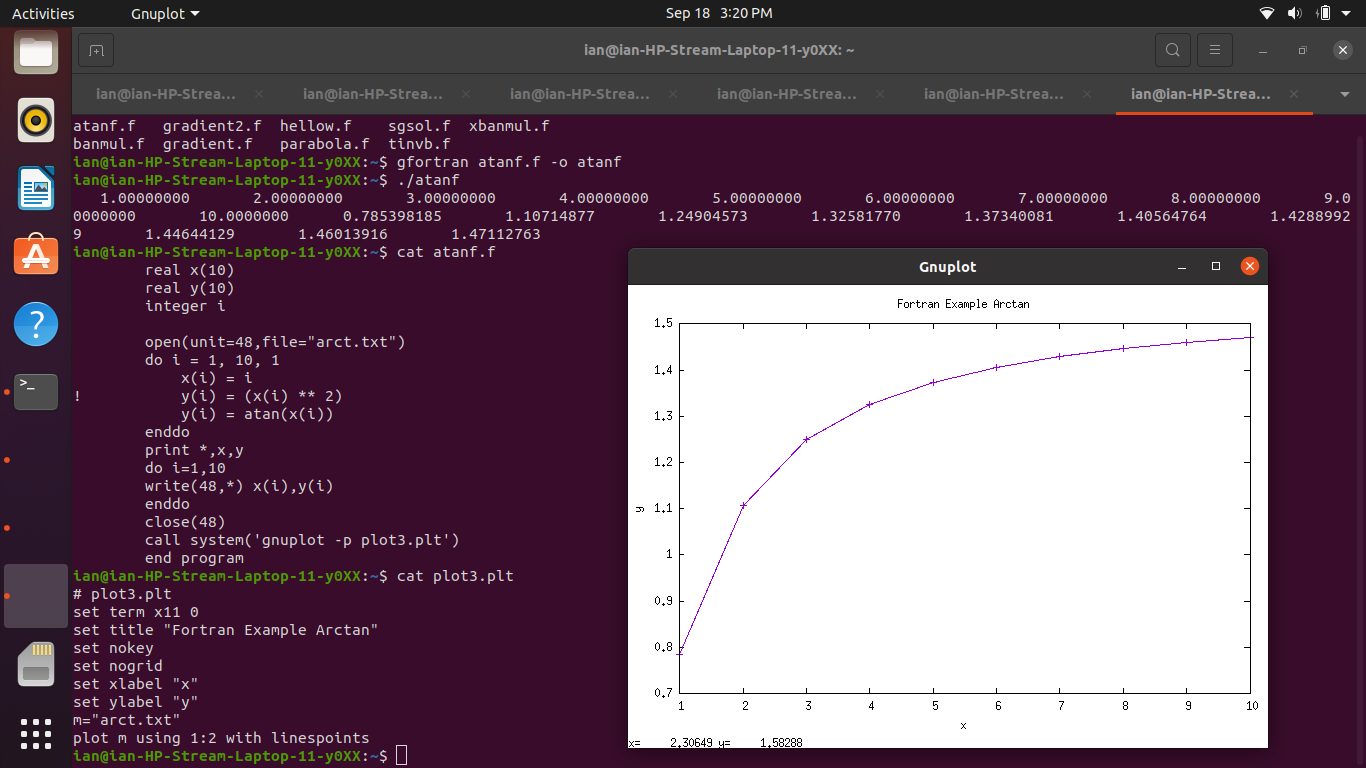 Activities Gnuplot Sep 18 3:20 PM
ian@ian-HP-Stream-Laptop-11-y0XX: ~
ian@ian-HP-Strea... ian@ian-HP-Strea... ian@ian-HP-Strea... ian@ian-HP-Strea... ian@ian-HP-Strea... ian@ian-HP-Strea...
atanf.f gradient2.f hellow.f sgsol.f xbanmul.f
banmul.f gradient.f parabola.f tinvb.f
ian@ian-HP-Stream-Laptop-11-y0XX:~$ gfortran atanf.f -o atanf
ian@ian-HP-Stream-Laptop-11-y0XX:~$ ./atanf
1.00000000 2.00000000 3.00000000 4.00000000 5.00000000 6.00000000 7.00000000 8.00000000 9.0
0000000 10.0000000 0.785398185 1.10714877 1.24904573 1.32581770 1.37340081 1.40564764 1.4288992
9 1.44644129 1.46013916 1.47112763
ian@ian-HP-Stream-Laptop-11-y0XX:~$ cat atanf.f
real x(10)
real y(10)
integer i
open(unit=48,file="arct.txt")
do i = 1, 10, 1
x(i) = i
! y(i) = (x(i) ** 2)
y(i) = atan(x(i))
enddo
print *,x,y
do i=1,10
write(48,*) x(i),y(i)
enddo
close(48)
call system('gnuplot -p plot3.plt')
end program
ian@ian-HP-Stream-Laptop-11-y0XX:~$ cat plot3.plt
# plot3.plt
set term x11 0
set title "Fortran Example Arctan"
set nokey
set nogrid
set xlabel "x"
set ylabel "y"
m="arct.txt"
plot m using 1:2 with linespoints
ian@ian-HP-Stream-Laptop-11-y0XX:~$
Gnuplot
Fortran Example Arctan
1.5
1.4
1.3
1.2
1.1
1
0.9
0.8
0.7
y
1 2 3 4 5 6 7 8 9 10
x
x= 2.30649 y= 1.58288
>_
?